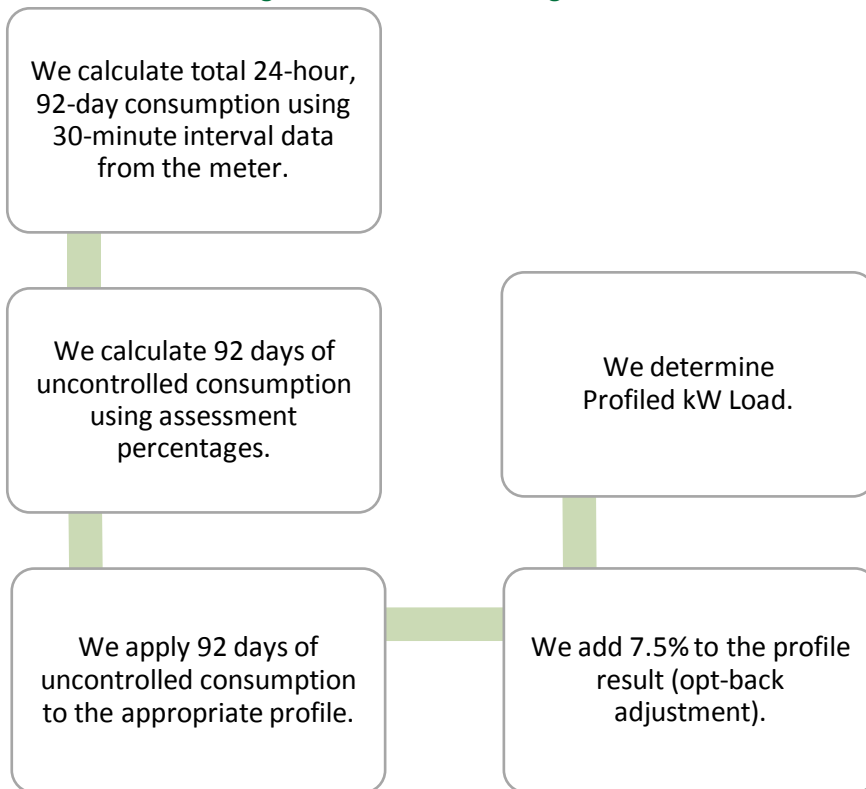 We calculate total 24-hour,
92-day consumption using
30-minute interval data
from the meter.
We calculate 92 days of
uncontrolled consumption
using assessment
percentages.
We apply 92 days of
uncontrolled consumption
to the appropriate profile.
We add 7.5% to the profile
result (opt-back
adjustment).
We determine
Profiled kW Load.